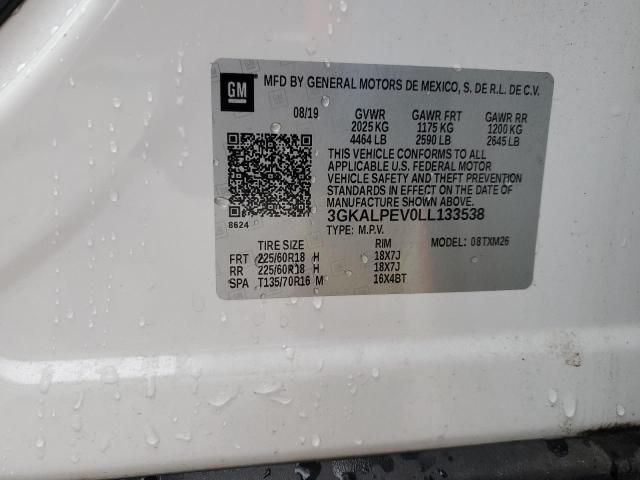 GM
MFD BY GENERAL MOTORS DE MEXICO, S. DE R.L. DE C.V.
08/19 GVWR GAWR FRT GAWR RR
2025 KG 1175 KG 1200 KG
4464 LB 2590 LB 2645 LB
THIS VEHICLE CONFORMS TO ALL
APPLICABLE U.S. FEDERAL MOTOR
VEHICLE SAFETY AND THEFT PREVENTION
STANDARDS IN EFFECT ON THE DATE OF
MANUFACTURE SHOWN ABOVE.
3GKALPEV0LL133538
8624
TYPE: M.P.V. MODEL: 08TXM26
TIRE SIZE RIM
FRT 225/60R18 H 18X7J
RR 225/60R18 H 18X7J
SPA T135/70R16 M 16X4BT